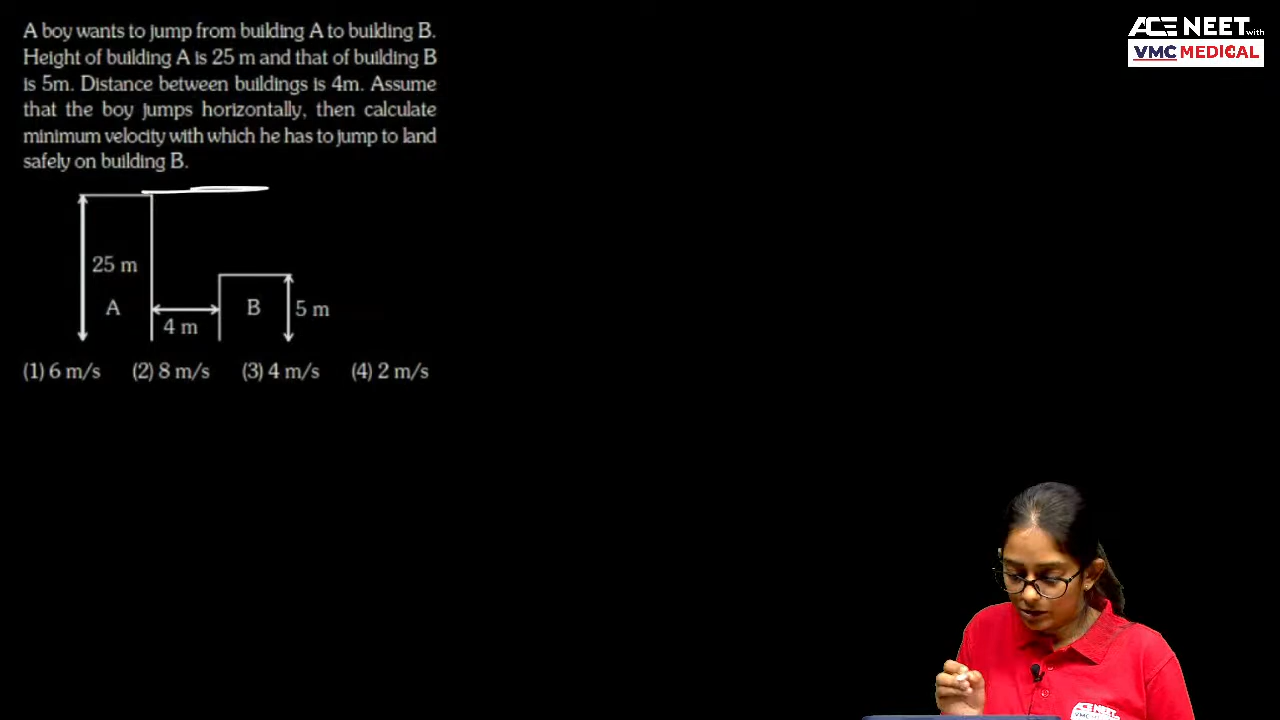 A boy wants to jump from building A to building B.
Height of building A is 25 m and that of building B
is 5m. Distance between buildings is 4m. Assume
that the boy jumps horizontally, then calculate
minimum velocity with which he has to jump to land
safely on building B.
25 m
A
4 m
B
5 m
(1) 6 m/s (2) 8 m/s (3) 4 m/s (4) 2 m/s
ACE NEET with
VMC MEDICAL
ACE NEET